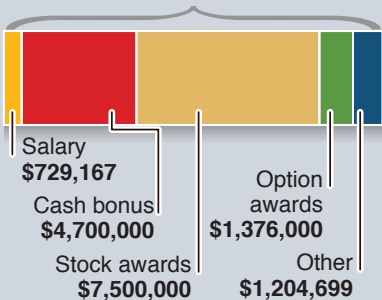 Salary
$729,167
Cash bonus
$4,700,000
Stock awards
$7,500,000
Option
awards
$1,376,000
Other
$1,204,699